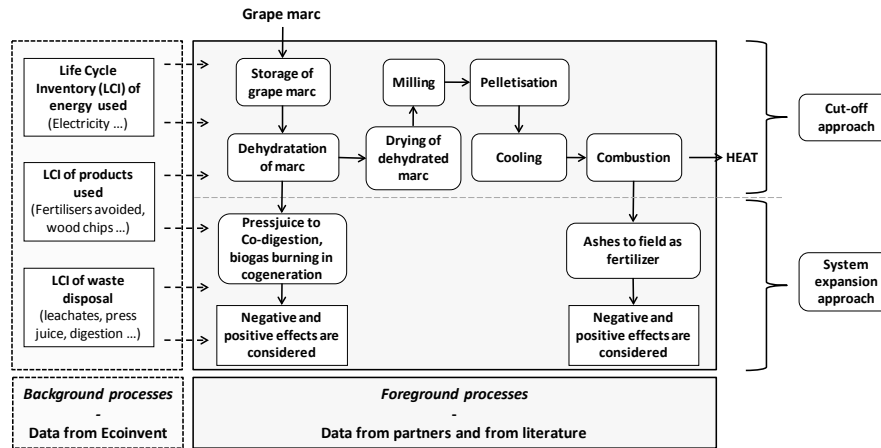 Grape marc
Life Cycle
Inventory (LCI) of
energy used
(Electricity ...)
LCI of products
used
(Fertilisers avoided,
wood chips ...)
LCI of waste
disposal
(leachates, press
juice, digestion ...)
Storage of
grape marc
Milling
Pelletisation
Dehydratation
of marc
Drying of
dehydrated
marc
Cooling
Combustion
HEAT
Pressjuice to
Co-digestion,
biogas burning in
cogeneration
Ashes to field as
fertilizer
Negative and
positive effects are
considered
Negative and
positive effects are
considered
Cut-off
approach
System
expansion
approach
Background processes
-
Data from Ecoinvent
Foreground processes
-
Data from partners and from literature